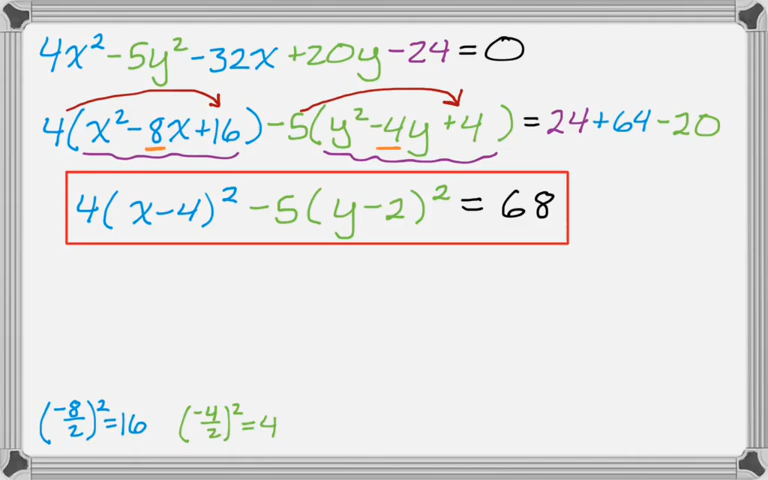 4x² -5y² -32x +20y -24 = 0
4(x² - 8x + 16) - 5(y² - 4y + 4) = 24 + 64 - 20
4(x-4)² - 5(y-2)² = 68
(-8/2)² = 16 (-4/2)² = 4